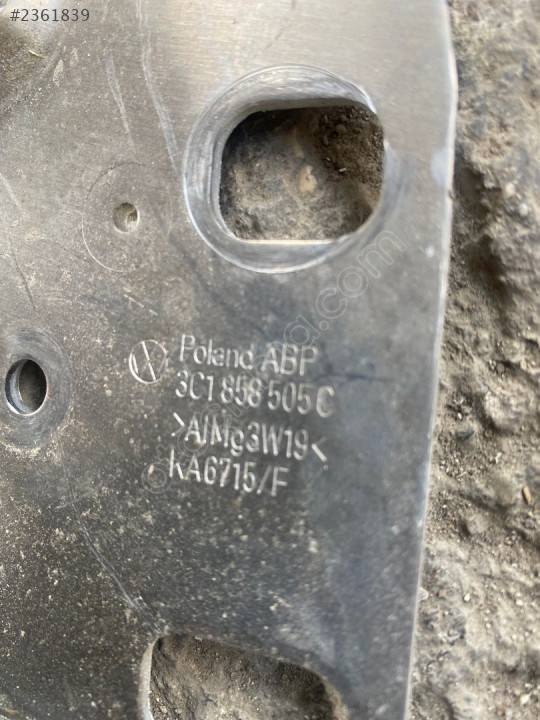 #2361839
Poland ABP
3C1 858 505 C
>AlMg3W19<
KA6715/F